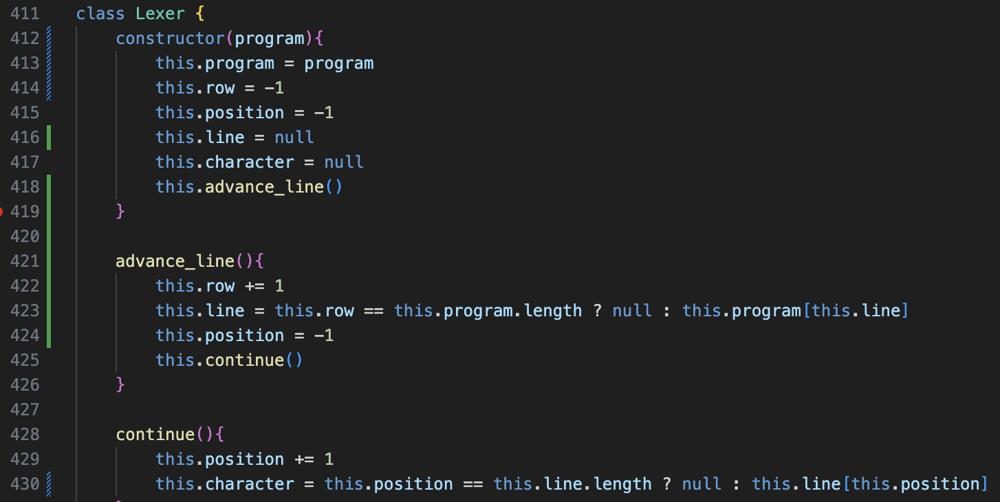 411 class Lexer {
412 constructor(program){
413 this.program = program
414 this.row = -1
415 this.position = -1
416 this.line = null
417 this.character = null
418 this.advance_line()
419 }
420
421 advance_line(){
422 this.row += 1
423 this.line = this.row == this.program.length ? null : this.program[this.line]
424 this.position = -1
425 this.continue()
426 }
427
428 continue(){
429 this.position += 1
430 this.character = this.position == this.line.length ? null : this.line[this.position]